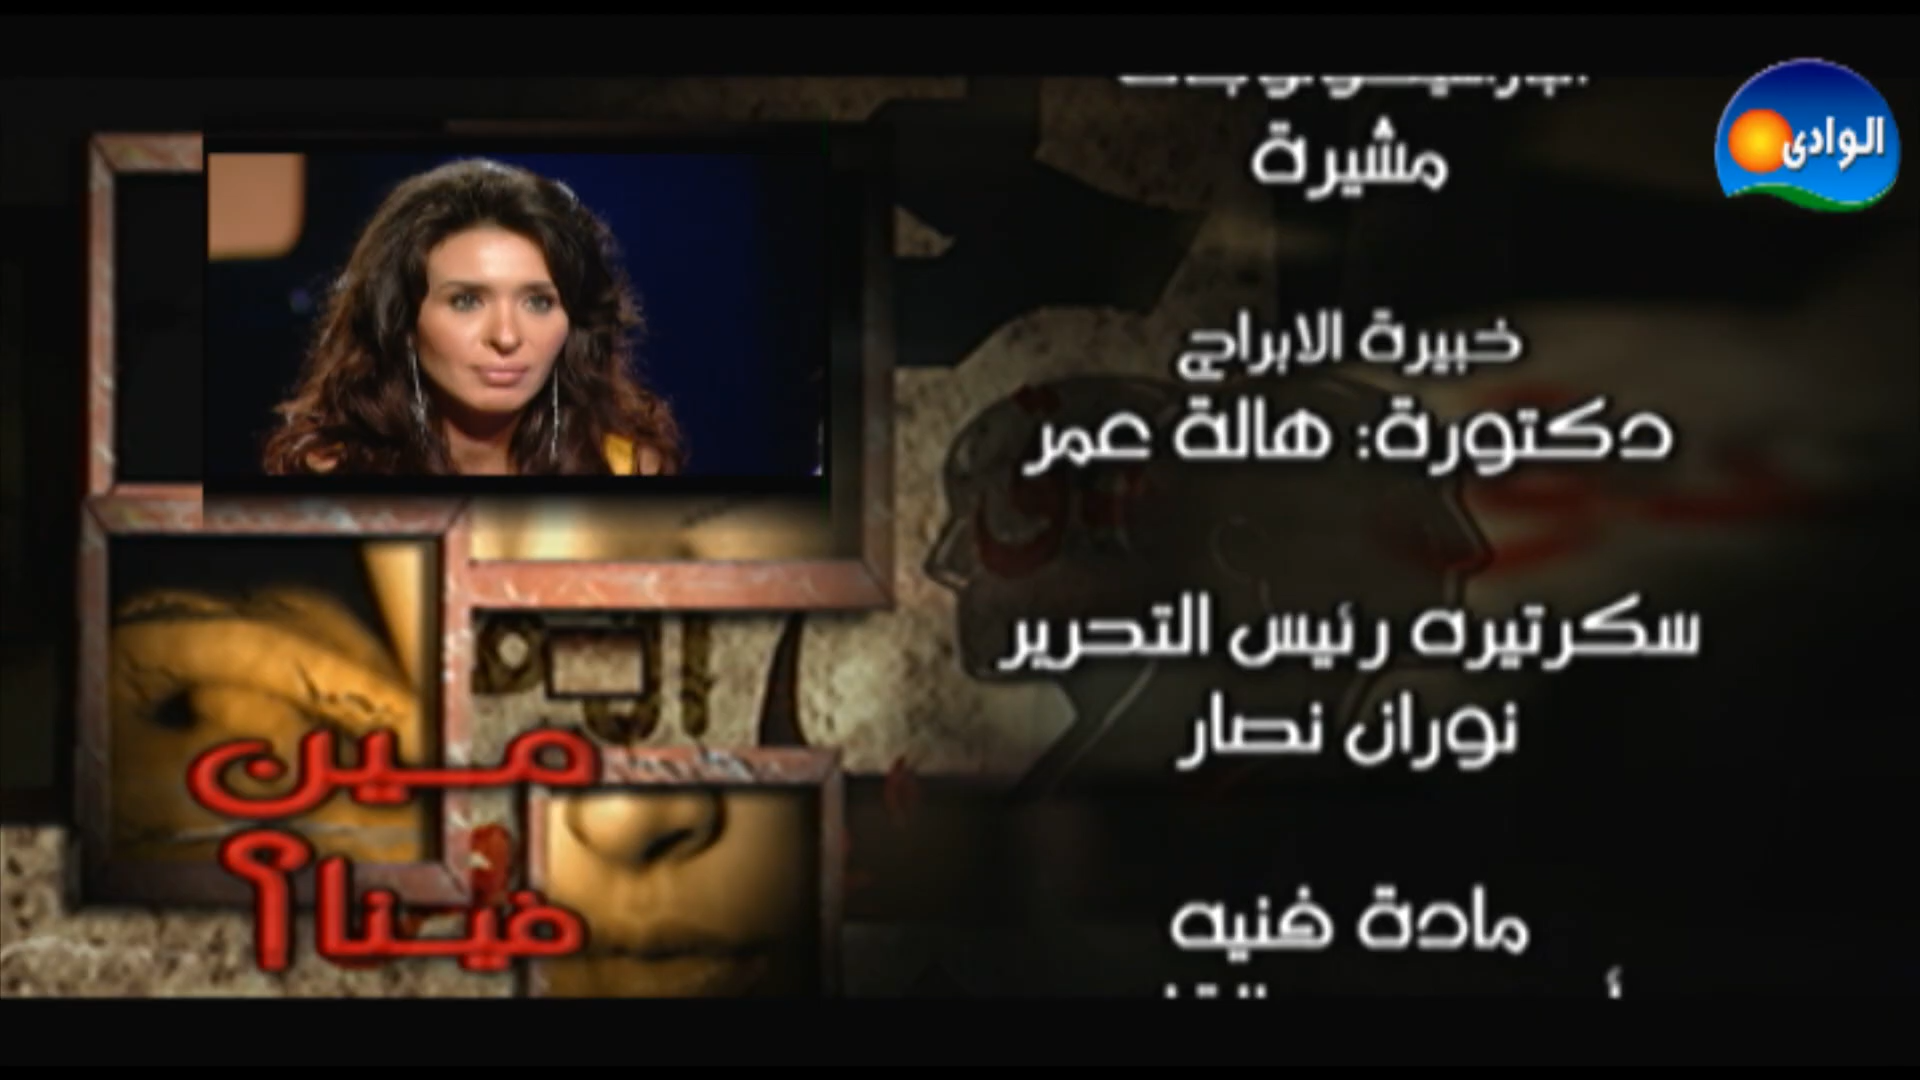 الوادى
مشيرة
خبيرة الابراج
دكتورة: هالة عمر
سكرتيره رئيس التحرير
نوران نصار
مادة فنيه
مين
فينا؟